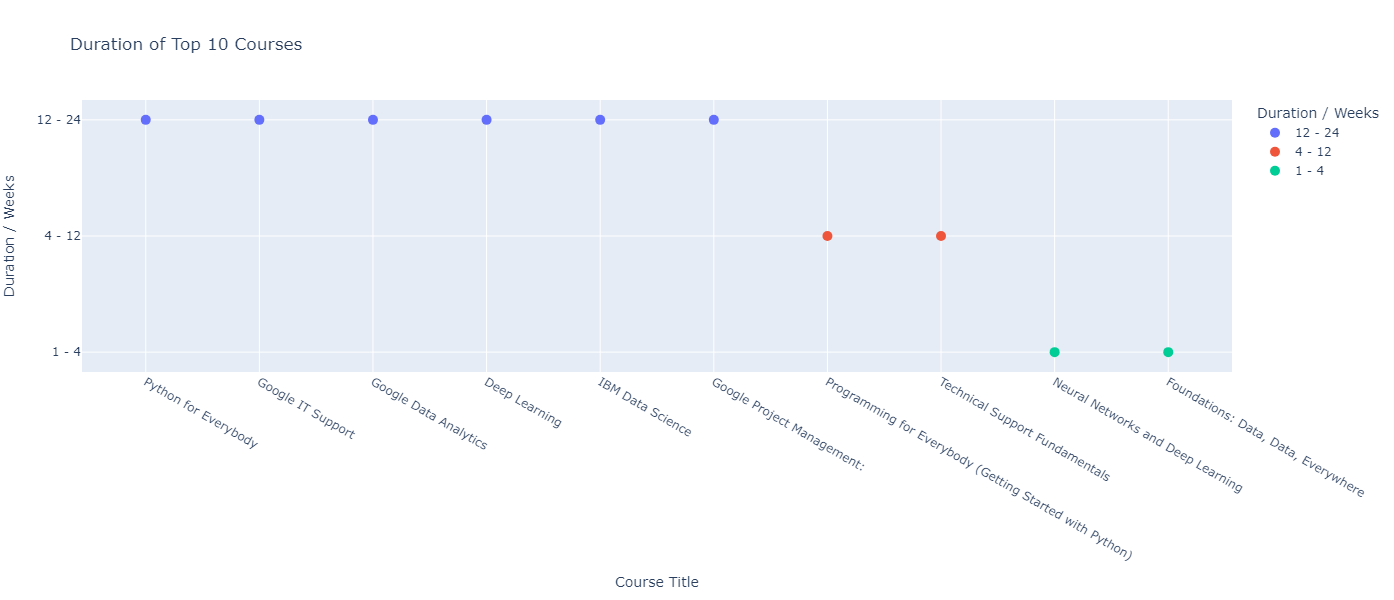 Duration of Top 10 Courses
Duration / Weeks
12 - 24
4 - 12
1 - 4
Python for Everybody
Google IT Support
Google Data Analytics
Deep Learning
IBM Data Science
Google Project Management:
Programming for Everybody (Getting Started with Python)
Technical Support Fundamentals
Neural Networks and Deep Learning
Foundations: Data, Data, Everywhere
Course Title
Duration / Weeks
12 - 24
4 - 12
1 - 4